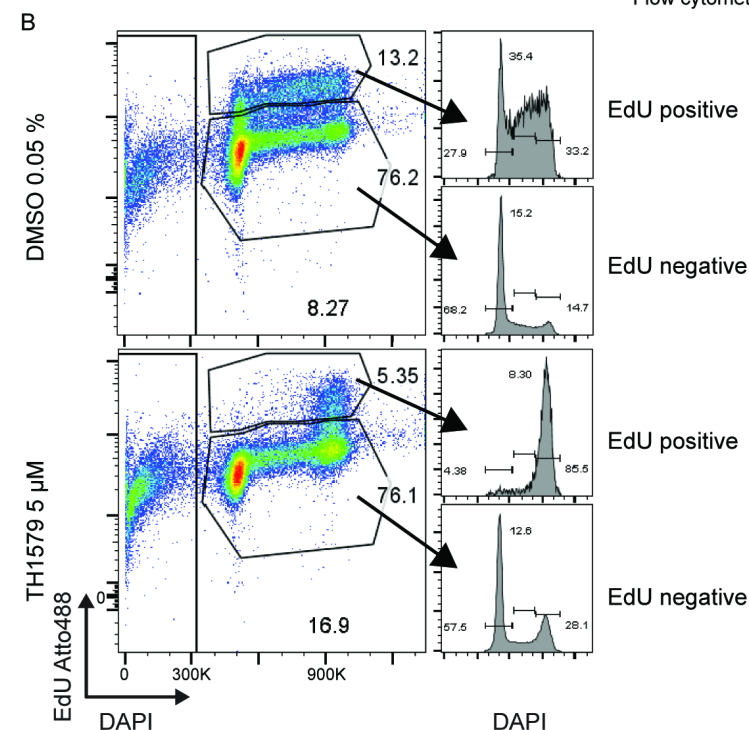 Flow cytomet
B
DMSO 0.05 %
13.2
76.2
8.27
35.4
27.9
33.2
EdU positive
15.2
68.2
14.7
EdU negative
TH1579 5 µM
5.35
76.1
16.9
8.30
4.38
85.5
EdU positive
12.6
57.5
28.1
EdU negative
EdU Atto488
0
0
300K
900K
DAPI
DAPI